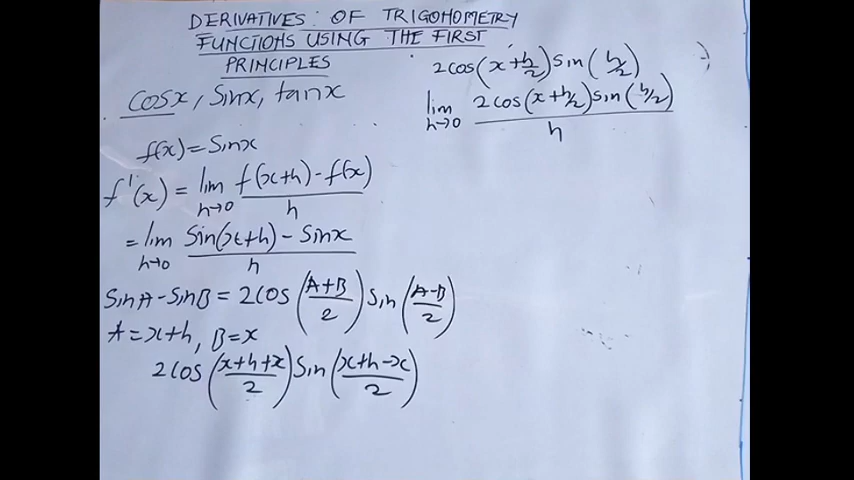 DERIVATIVES: OF TRIGOHOMETRY
FUNCTIONS USING THE FIRST
PRINCIPLES
cosx, sinx, tanx
f(x) = sinx
f'(x) = lim h→0 (f(x+h) - f(x))/h
= lim h→0 (sin(x+h) - sinx)/h
SinA - SinB = 2cos((A+B)/2) sin((A-B)/2)
A = x+h, B = x
2cos((x+h+x)/2) sin((x+h-x)/2)
2cos(x+h/2) sin(h/2)
lim h→0 (2cos(x+h/2) sin(h/2))/h